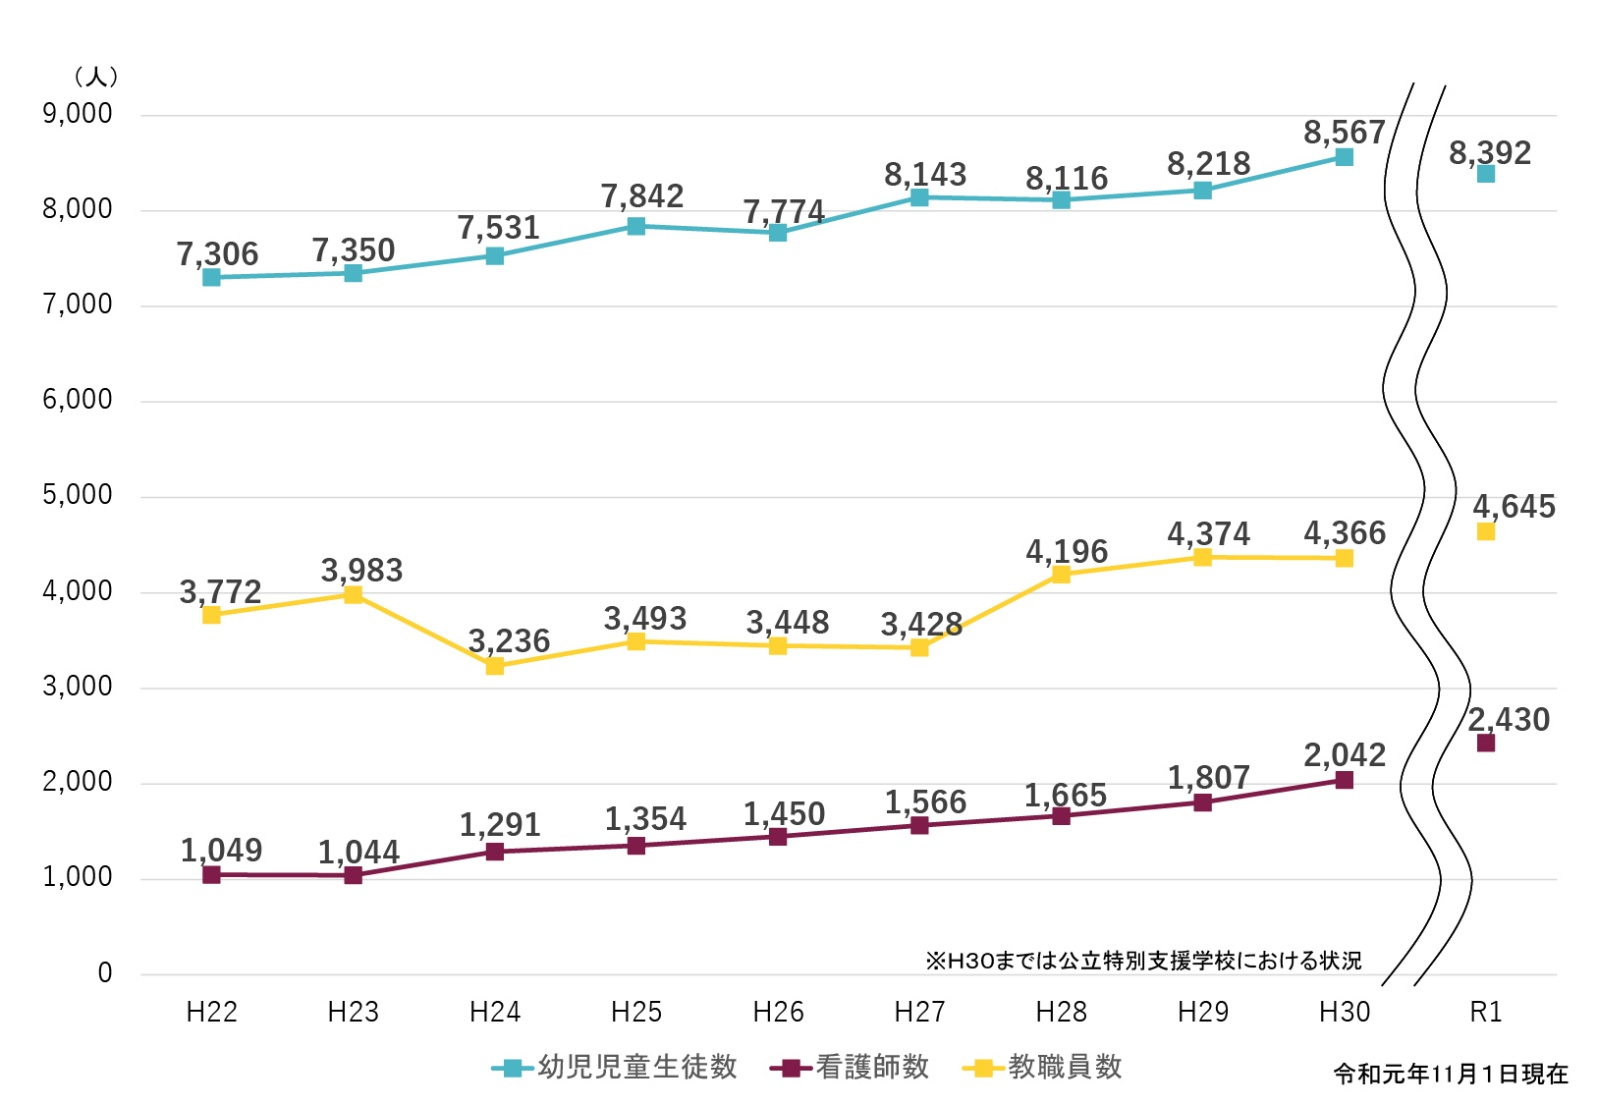 （人）
9,000
8,000
7,000
6,000
5,000
4,000
3,000
2,000
1,000
0
7,306 7,350 7,531 7,842 7,774 8,143 8,116 8,218 8,567 8,392
3,772 3,983 3,236 3,493 3,448 3,428 4,196 4,374 4,366 4,645
1,049 1,044 1,291 1,354 1,450 1,566 1,665 1,807 2,042 2,430
※H30までは公立特別支援学校における状況
H22 H23 H24 H25 H26 H27 H28 H29 H30 R1
幼児児童生徒数 看護師数 教職員数
令和元年11月1日現在